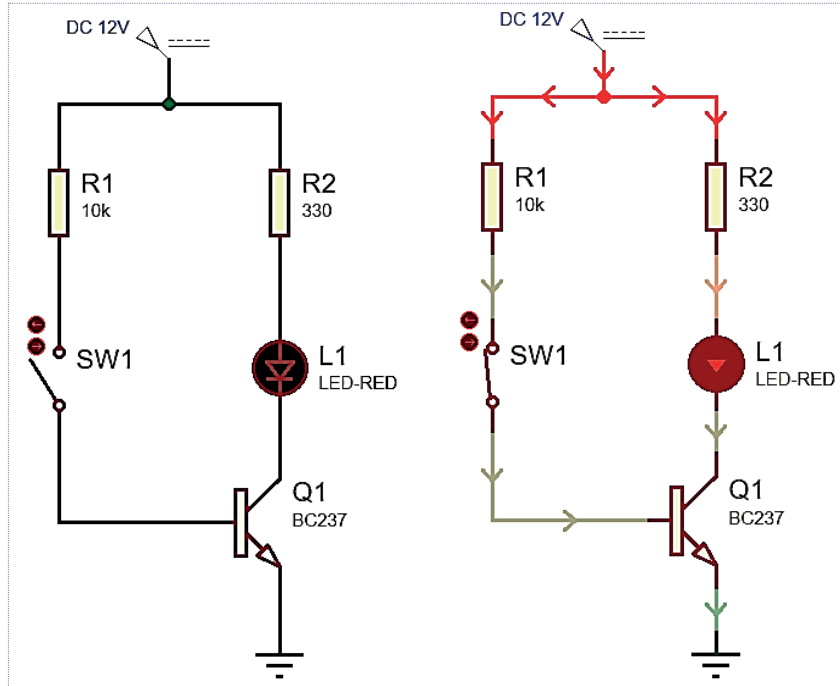 DC 12V
R1
10k
R2
330
SW1
L1
LED-RED
Q1
BC237
DC 12V
R1
10k
R2
330
SW1
L1
LED-RED
Q1
BC237